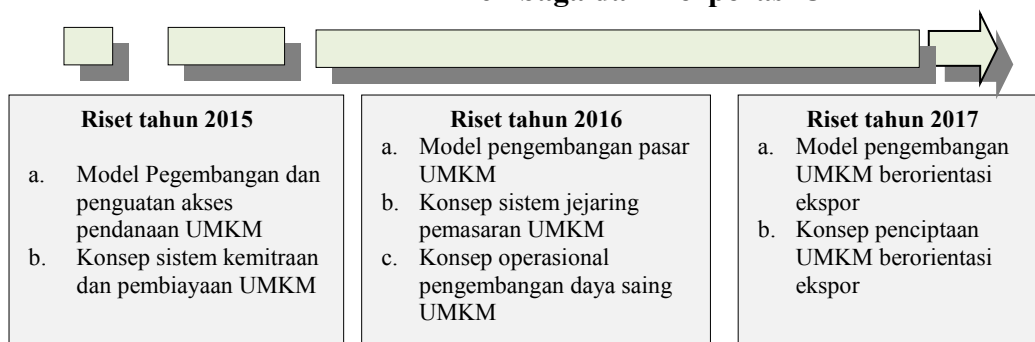 Riset tahun 2015
a. Model Pegembangan dan
penguatan akses
pendanaan UMKM
b. Konsep sistem kemitraan
dan pembiayaan UMKM
Riset tahun 2016
a. Model pengembangan pasar
UMKM
b. Konsep sistem jejaring
pemasaran UMKM
c. Konsep operasional
pengembangan daya saing
UMKM
Riset tahun 2017
a. Model pengembangan
UMKM berorientasi
ekspor
b. Konsep penciptaan
UMKM berorientasi
ekspor